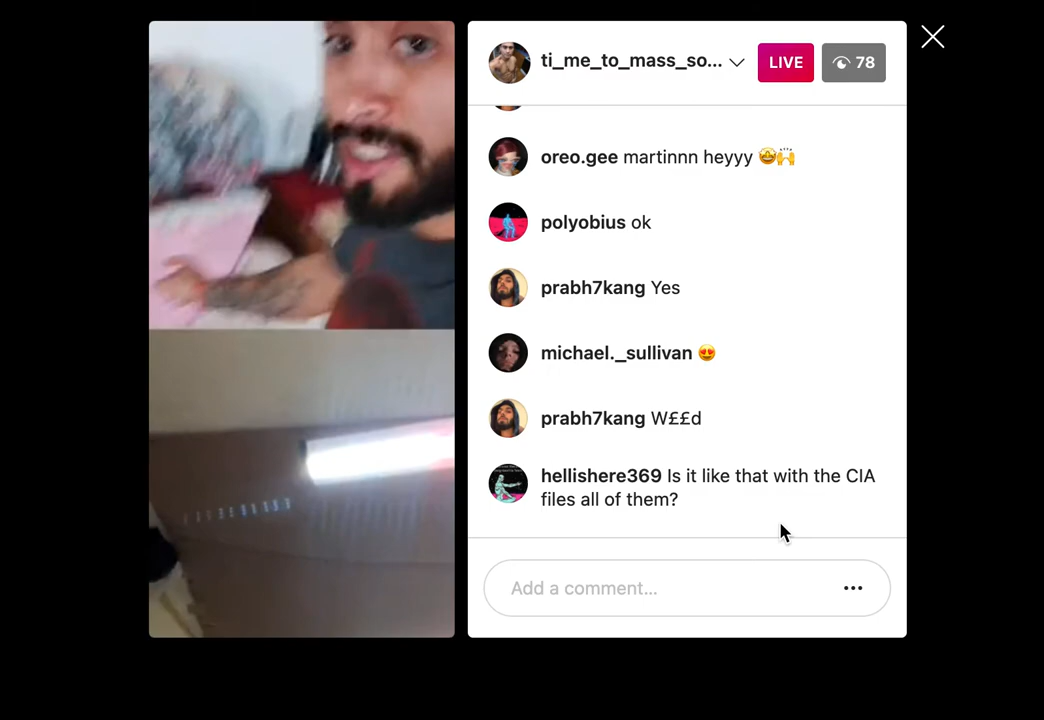 ti_me_to_mass_so...
LIVE
78
oreo.gee martinnn heyyy 🤩🙌
polyobius ok
prabh7kang Yes
michael._sullivan 😍
prabh7kang W££d
hellishere369 Is it like that with the CIA
files all of them?
Add a comment...